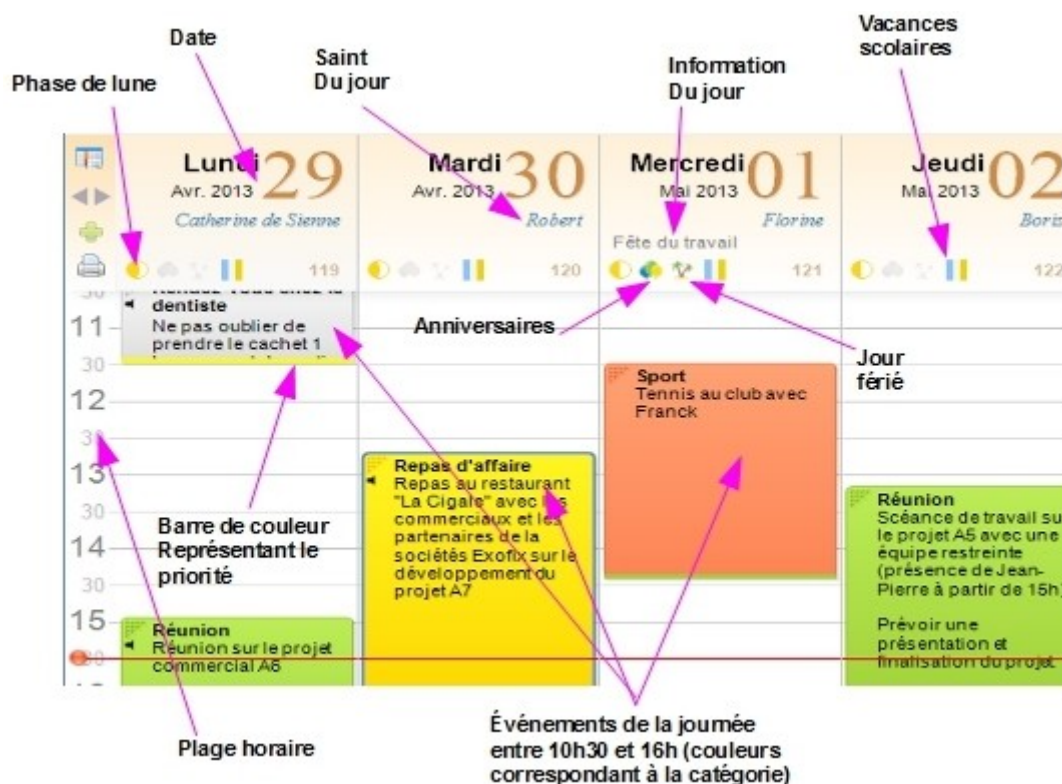 Date
Vacances
scolaires
Saint
Du jour
Information
Du jour
Phase de lune
Lundi
29
Avr. 2013
Catherine de Sienne
119
Mardi
30
Avr. 2013
Robert
120
Mercredi
01
Mai 2013
Florine
Fête du travail
121
Jeudi
02
Mai 2013
122
30
11
30
12
30
13
30
14
30
15
30
dentiste
Ne pas oublier de
prendre le cachet 1
Anniversaires
Jour
férié
Sport
Tennis au club avec
Franck
Repas d'affaire
Repas au restaurant
"La Cigale" avec les
commerciaux et les
partenaires de la
sociétés Exofix sur le
développement du
projet A7
Réunion
Scéance de travail su
le projet A5 avec une
équipe restreinte
(présence de Jean-
Pierre à partir de 15h)
Prévoir une
présentation et
finalisation du projet
Barre de couleur
Représentant le
priorité
Réunion
Réunion sur le projet
commercial A6
Plage horaire
Événements de la journée
entre 10h30 et 16h (couleurs
correspondant à la catégorie)